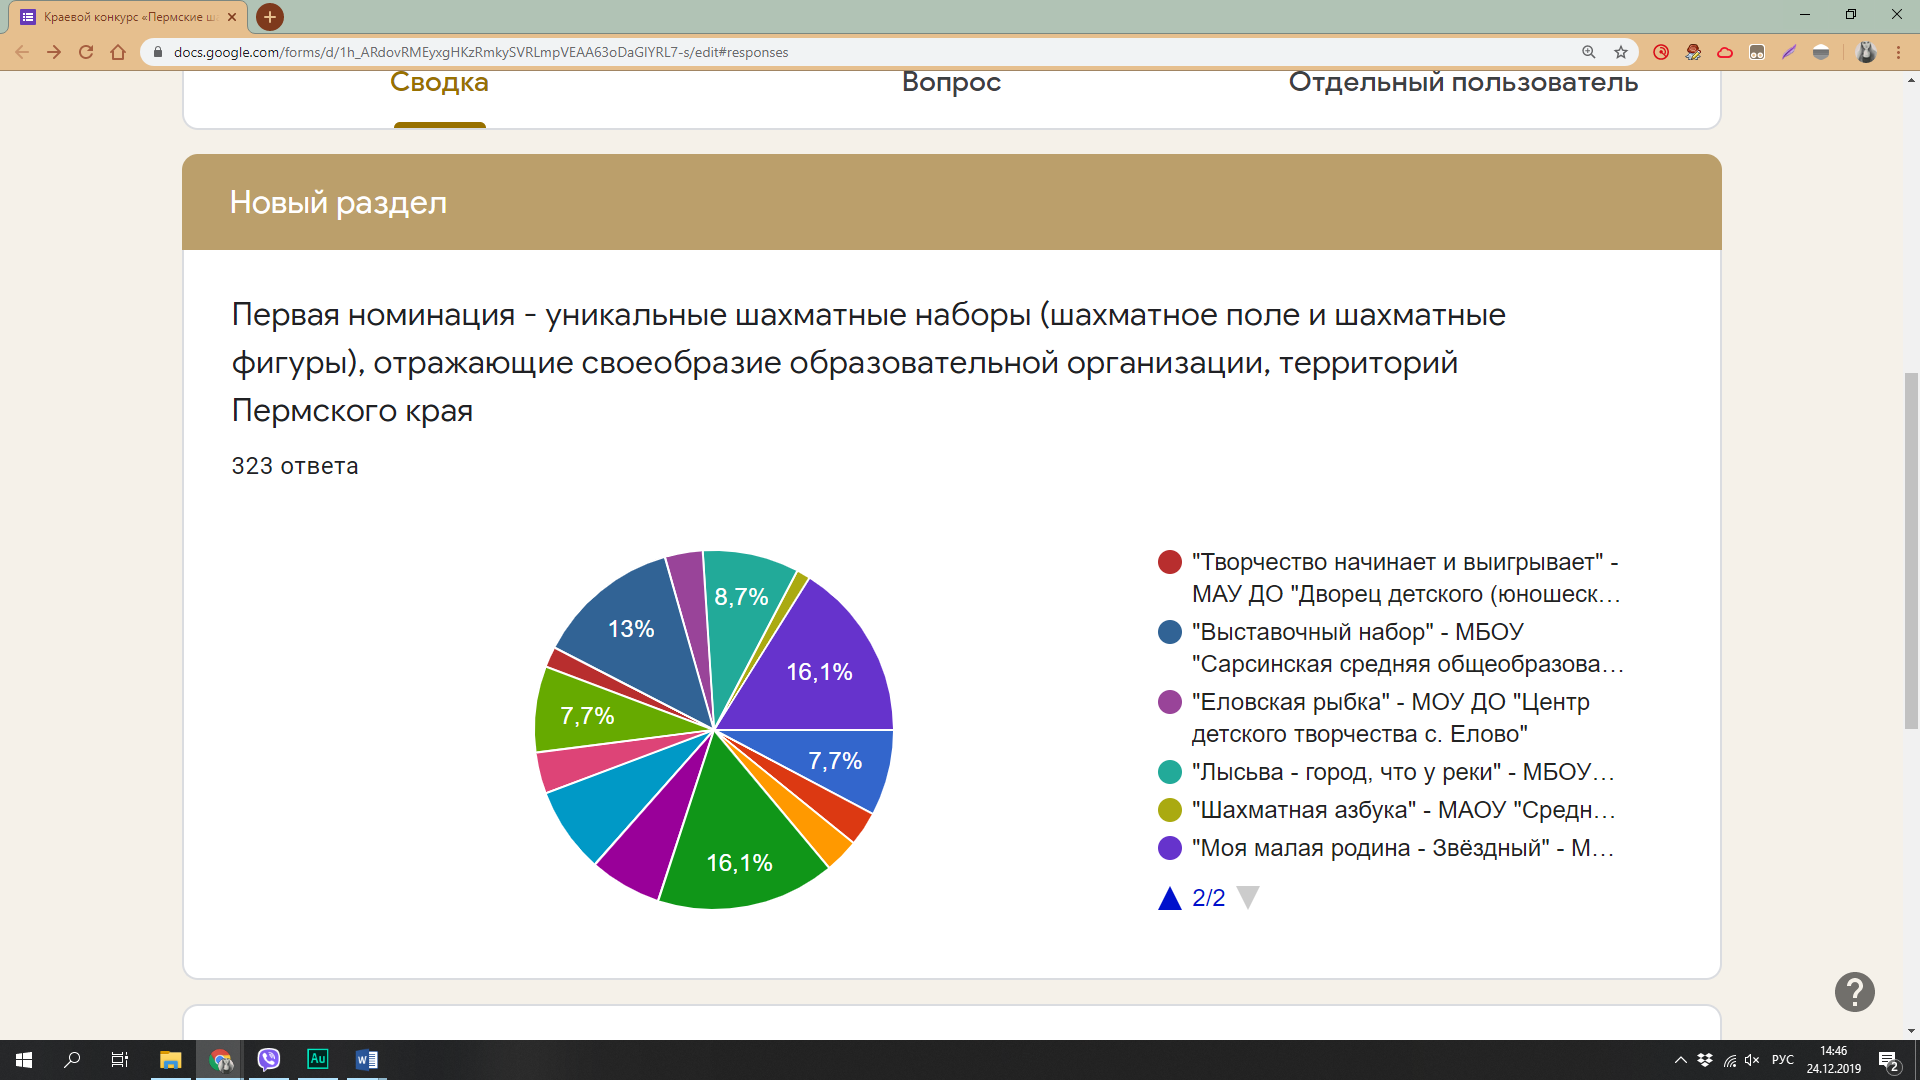 Краевой конкурс «Пермские ш
docs.google.com/forms/d/1h_ARdovRMEyxgHKzRmkySVRLmpVEAA63oDaGIYRL7-s/edit#responses
Сводка
Вопрос
Отдельный пользователь
Новый раздел
Первая номинация - уникальные шахматные наборы (шахматное поле и шахматные
фигуры), отражающие своеобразие образовательной организации, территорий
Пермского края
323 ответа
8,7%
13%
16,1%
7,7%
7,7%
16,1%
"Творчество начинает и выигрывает" -
МАУ ДО "Дворец детского (юношеск…
"Выставочный набор" - МБОУ
"Сарсинская средняя общеобразова…
"Еловская рыбка" - МОУ ДО "Центр
детского творчества с. Елово"
"Лысьва - город, что у реки" - МБОУ…
"Шахматная азбука" - МАОУ "Средн…
"Моя малая родина - Звёздный" - М…
2/2
?
Au
W
РУС
14:46
24.12.2019
2